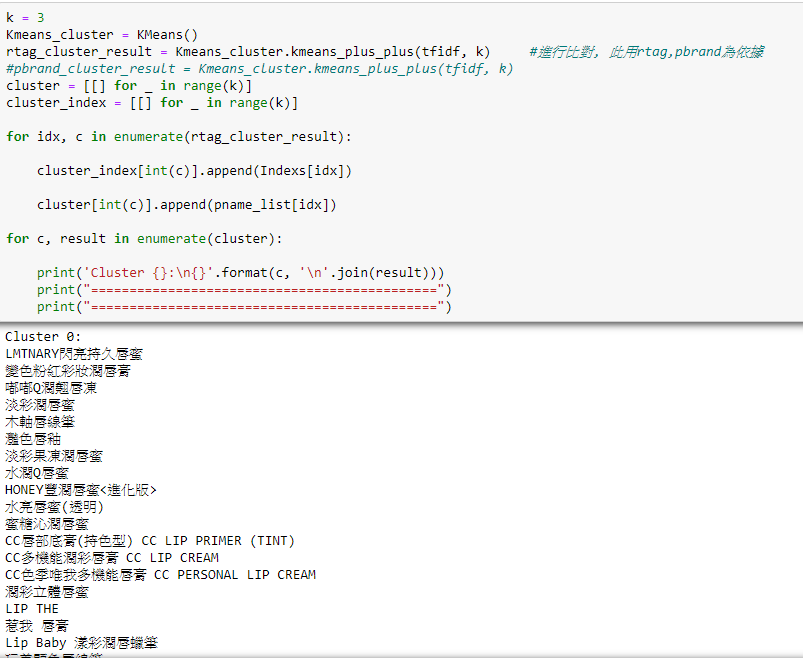 k = 3
Kmeans_cluster = KMeans()
rtag_cluster_result = Kmeans_cluster.kmeans_plus_plus(tfidf, k)     #進行比對, 此用rtag,pbrand為依據
#pbrand_cluster_result = Kmeans_cluster.kmeans_plus_plus(tfidf, k)
cluster = [[] for _ in range(k)]
cluster_index = [[] for _ in range(k)]
for idx, c in enumerate(rtag_cluster_result):
    cluster_index[int(c)].append(Indexs[idx])
    cluster[int(c)].append(pname_list[idx])
for c, result in enumerate(cluster):
    print('Cluster {}:\n{}'.format(c, '\n'.join(result)))
    print("=============================================")
    print("=============================================")
Cluster 0:
LMTNARY閃亮持久唇蜜
變色粉紅彩妝潤唇膏
嘟嘟Q潤翹唇凍
淡彩潤唇蜜
木軸唇線筆
灩色唇釉
淡彩果凍潤唇蜜
水潤Q唇蜜
HONEY豐潤唇蜜<進化版>
水亮唇蜜(透明)
蜜糖沁潤唇蜜
CC唇部底膏(持色型) CC LIP PRIMER (TINT)
CC多機能潤彩唇膏 CC LIP CREAM
CC色季唯我多機能唇膏 CC PERSONAL LIP CREAM
潤彩立體唇蜜
LIP THE
惹我 唇膏
Lip Baby 漾彩潤唇蠟筆